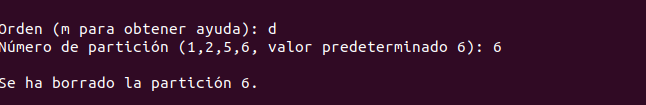 Orden (m para obtener ayuda): d
Número de partición (1,2,5,6, valor predeterminado 6): 6
Se ha borrado la partición 6.